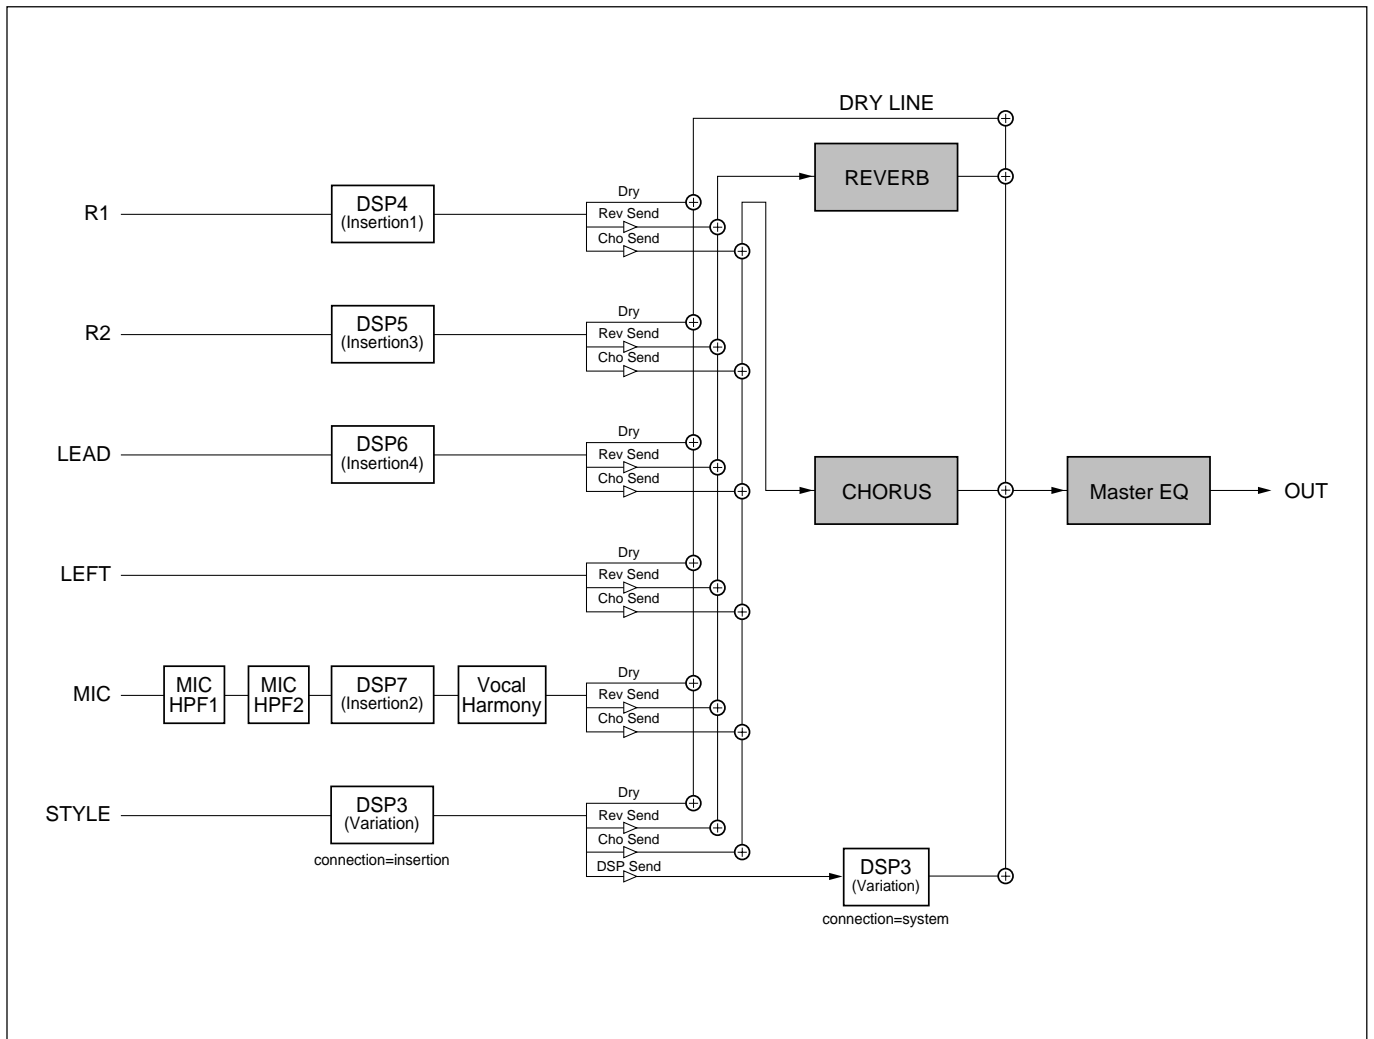 DRY LINE
REVERB
R1
DSP4
(Insertion1)
Dry
Rev Send
Cho Send
R2
DSP5
(Insertion3)
Dry
Rev Send
Cho Send
LEAD
DSP6
(Insertion4)
Dry
Rev Send
Cho Send
CHORUS
Master EQ
OUT
LEFT
Dry
Rev Send
Cho Send
MIC
MIC
HPF1
MIC
HPF2
DSP7
(Insertion2)
Vocal
Harmony
Dry
Rev Send
Cho Send
STYLE
DSP3
(Variation)
connection=insertion
Dry
Rev Send
Cho Send
DSP Send
DSP3
(Variation)
connection=system